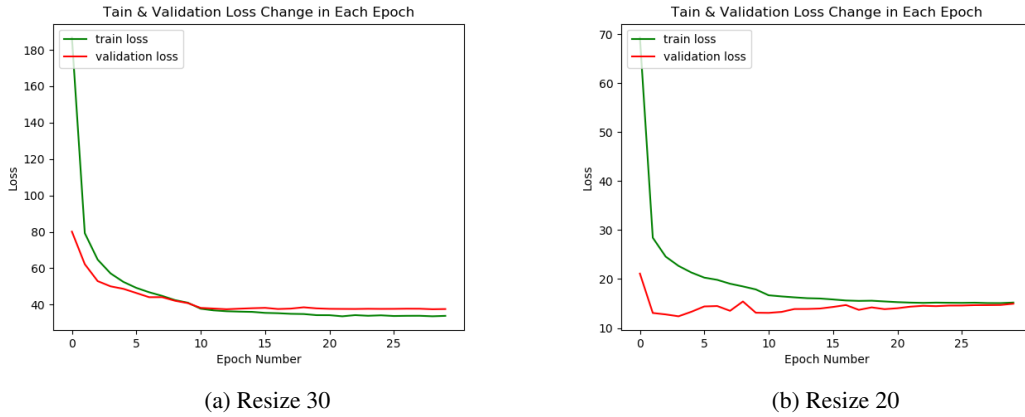 Tain & Validation Loss Change in Each Epoch
train loss
validation loss
180
160
140
120
100
80
60
40
Loss
0
5
10
15
20
25
Epoch Number
(a) Resize 30
Tain & Validation Loss Change in Each Epoch
train loss
validation loss
70
60
50
40
30
20
10
Loss
0
5
10
15
20
25
Epoch Number
(b) Resize 20